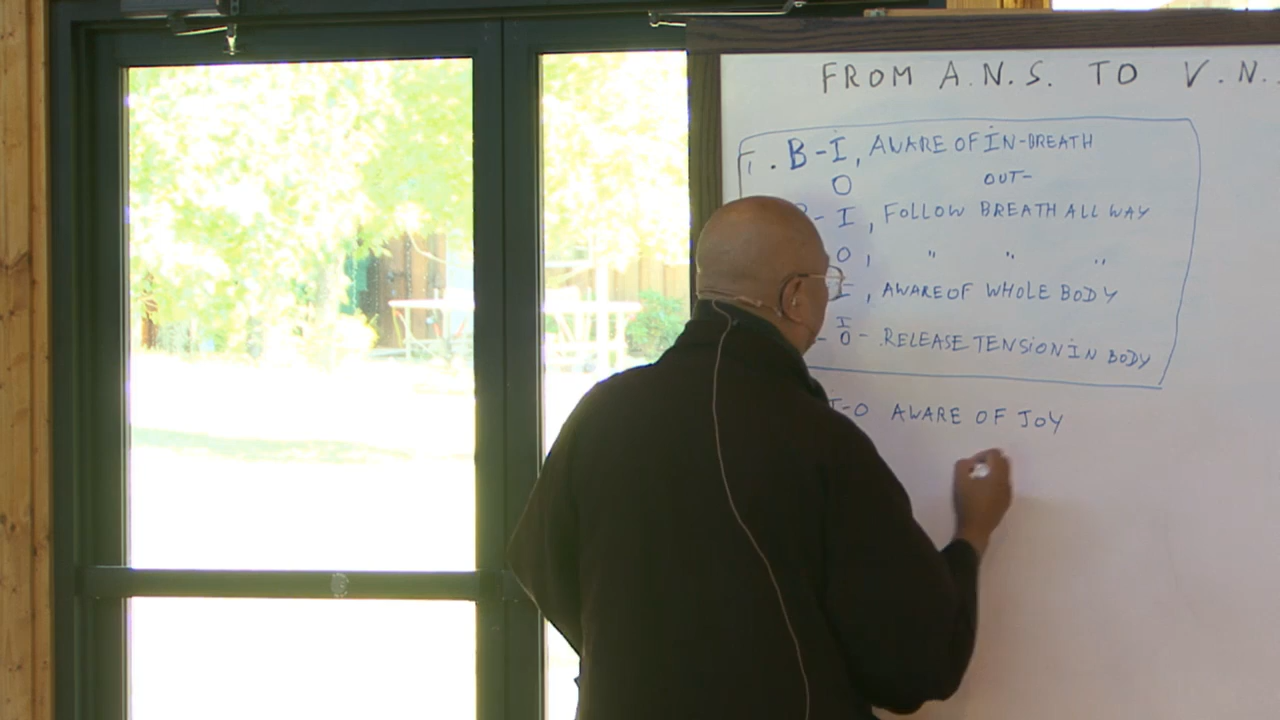 FROM A.N.S. TO V.N.
1. B-I, AWARE OF IN-BREATH
O OUT-
B- I, FOLLOW BREATH ALL WAY
O, " " "
I, AWARE OF WHOLE BODY
I
- O - RELEASE TENSION IN BODY
I-O AWARE OF JOY